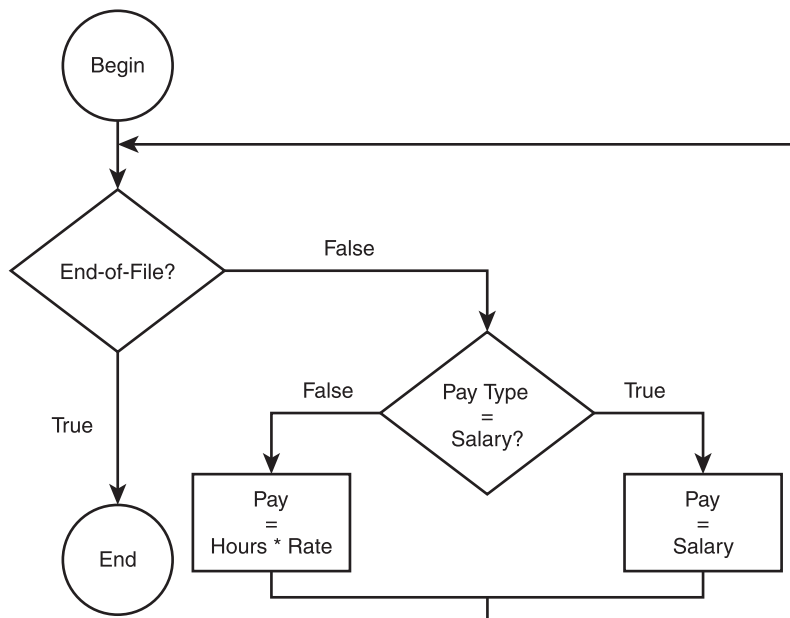 Begin
End-of-File?
False
True
End
Pay Type
=
Salary?
False
True
Pay
=
Hours * Rate
Pay
=
Salary